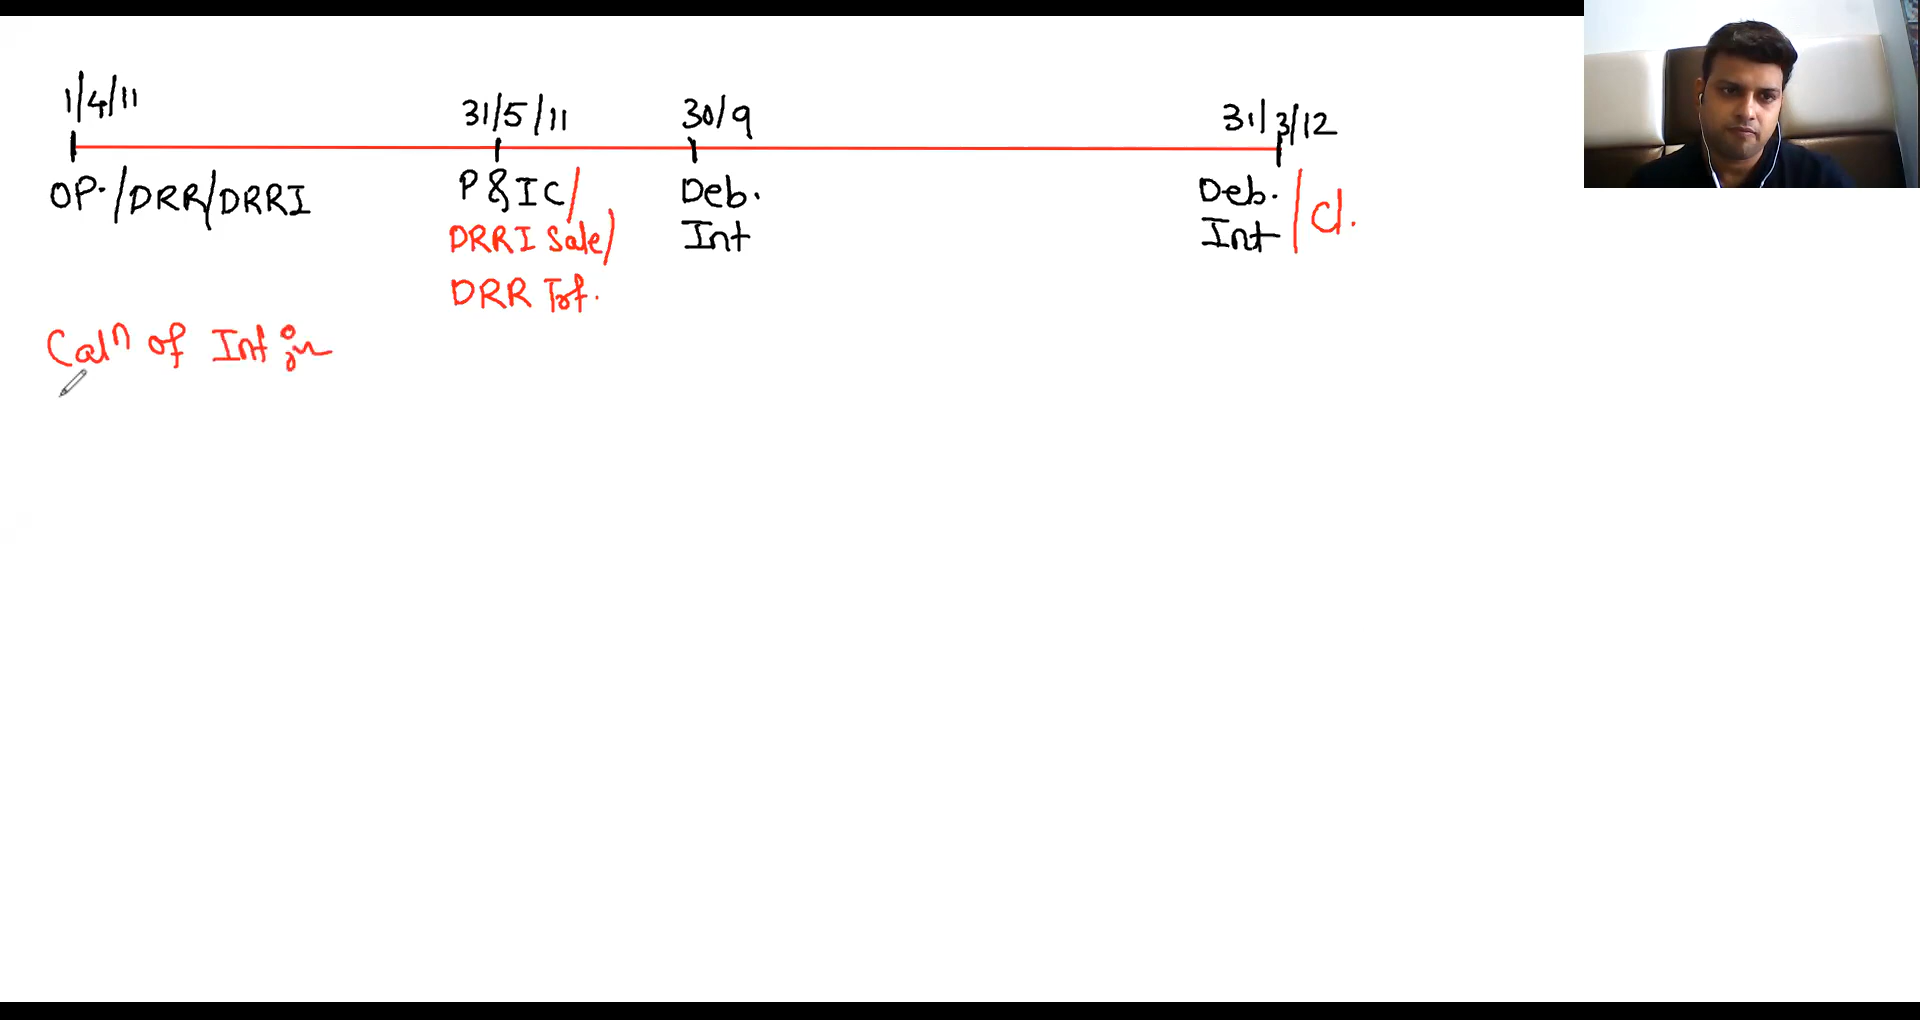 1/4/11
31/5/11
30/9
31/3/12
OP./DRR/DRRI
P & IC/
DRRI Sale/
DRR Trf.
Deb.
Int
Deb.
Int
/ Cl.
Calⁿ of Int :-